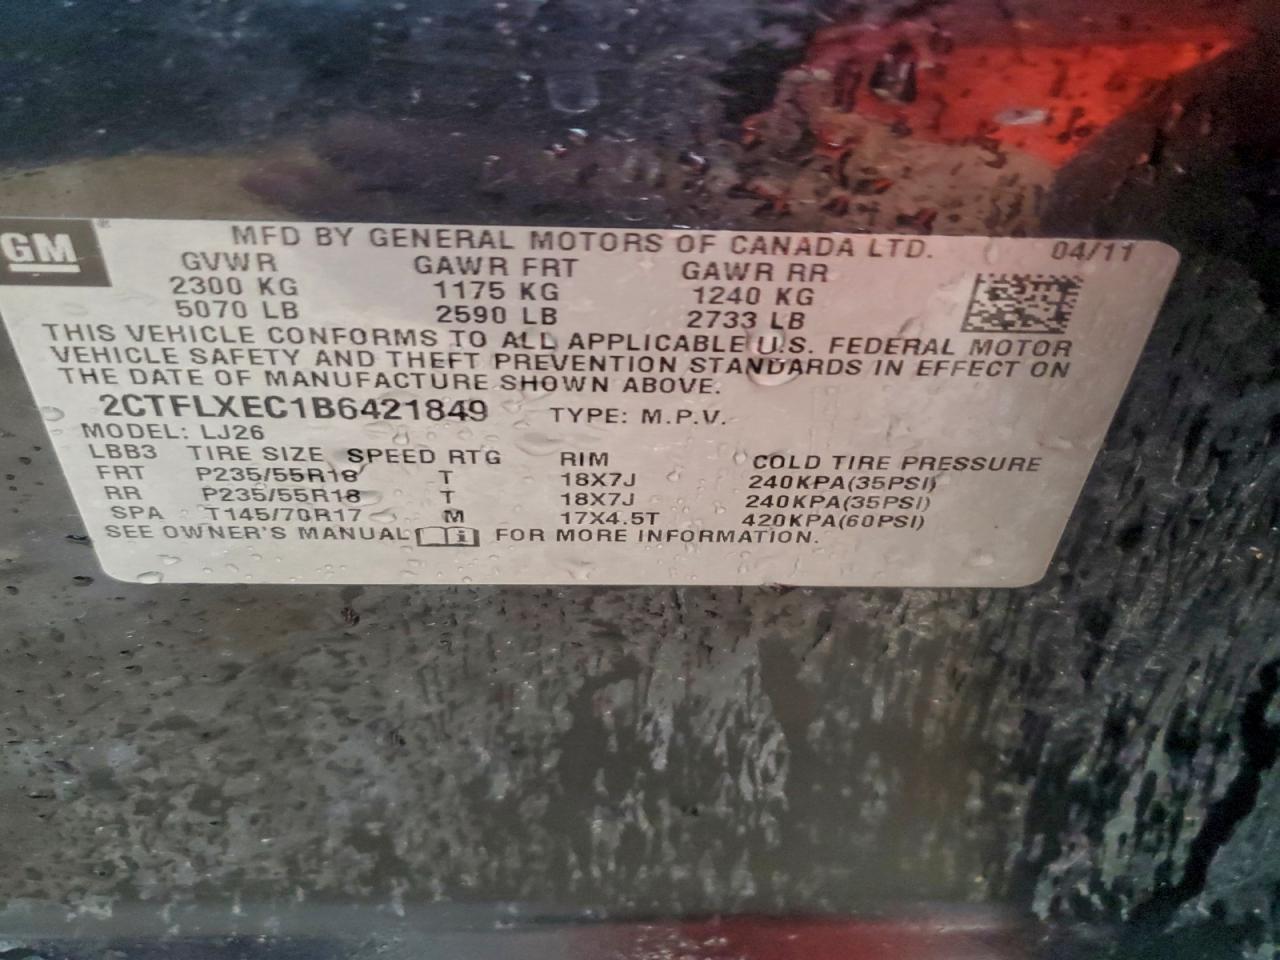 GM
MFD BY GENERAL MOTORS OF CANADA LTD. 04/11
GVWR GAWR FRT GAWR RR
2300 KG 1175 KG 1240 KG
5070 LB 2590 LB 2733 LB
THIS VEHICLE CONFORMS TO ALL APPLICABLE U.S. FEDERAL MOTOR
VEHICLE SAFETY AND THEFT PREVENTION STANDARDS IN EFFECT ON
THE DATE OF MANUFACTURE SHOWN ABOVE.
2CTFLXEC1B6421849 TYPE: M.P.V.
MODEL: LJ26
LBB3 TIRE SIZE SPEED RTG RIM COLD TIRE PRESSURE
FRT P235/55R18 T 18X7J 240KPA(35PSI)
RR P235/55R18 T 18X7J 240KPA(35PSI)
SPA T145/70R17 M 17X4.5T 420KPA(60PSI)
SEE OWNER'S MANUAL i FOR MORE INFORMATION.